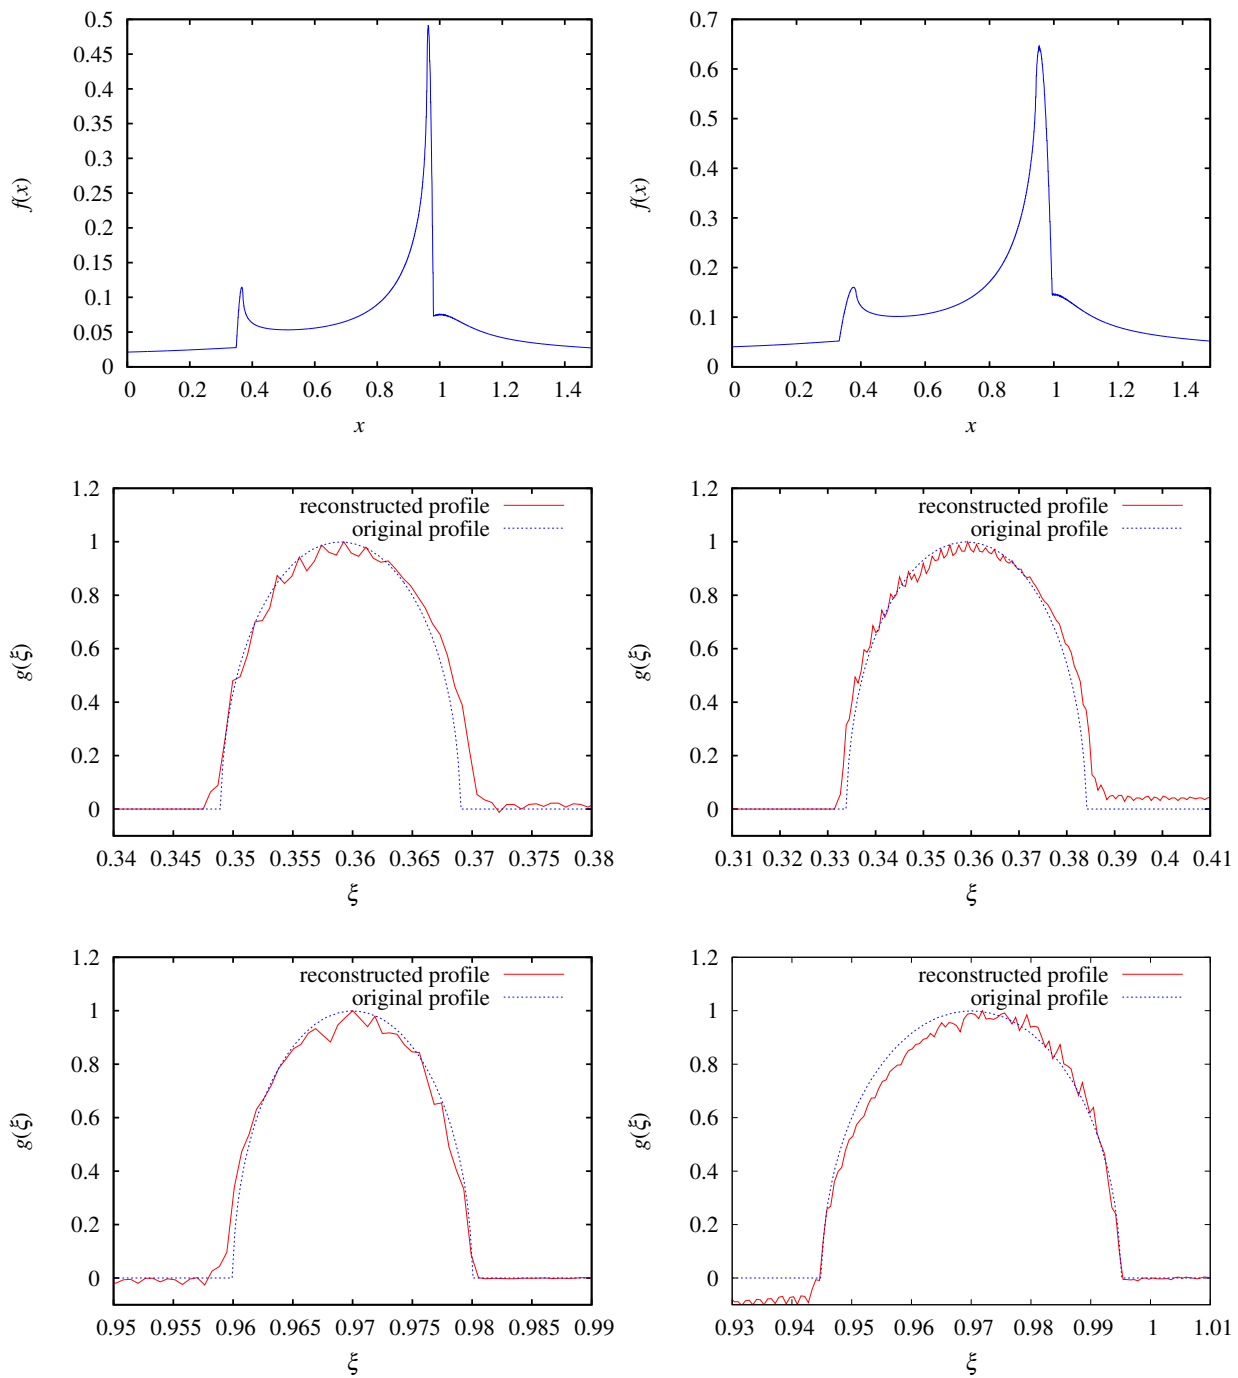 0.5
0.45
0.4
0.35
0.3
0.25
0.2
0.15
0.1
0.05
0
f(x)
0 0.2 0.4 0.6 0.8 1 1.2 1.4
x
0.7
0.6
0.5
0.4
0.3
0.2
0.1
0
f(x)
0 0.2 0.4 0.6 0.8 1 1.2 1.4
x
1.2
1
0.8
0.6
0.4
0.2
0
g(ξ)
reconstructed profile
original profile
0.34 0.345 0.35 0.355 0.36 0.365 0.37 0.375 0.38
ξ
1.2
1
0.8
0.6
0.4
0.2
0
g(ξ)
reconstructed profile
original profile
0.31 0.32 0.33 0.34 0.35 0.36 0.37 0.38 0.39 0.4 0.41
ξ
1.2
1
0.8
0.6
0.4
0.2
0
g(ξ)
reconstructed profile
original profile
0.95 0.955 0.96 0.965 0.97 0.975 0.98 0.985 0.99
ξ
1.2
1
0.8
0.6
0.4
0.2
0
g(ξ)
reconstructed profile
original profile
0.93 0.94 0.95 0.96 0.97 0.98 0.99 1 1.01
ξ